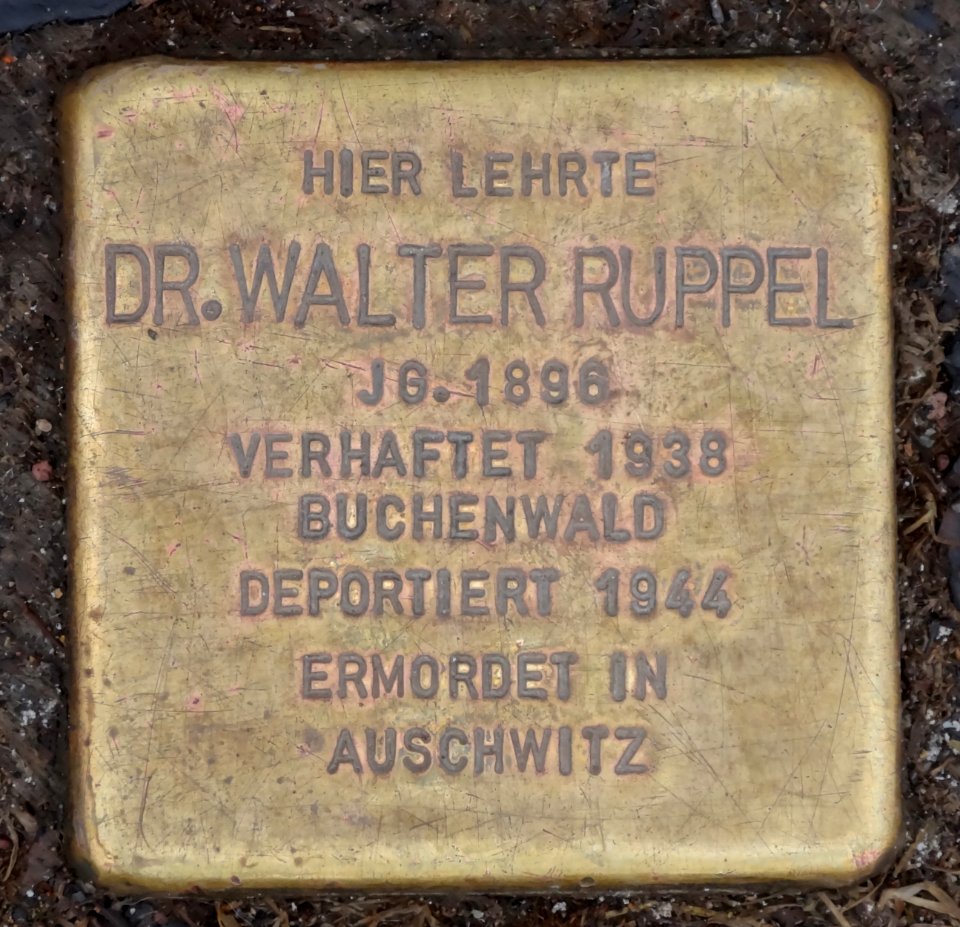 HIER LEHRTE
DR. WALTER RUPPEL
JG. 1896
VERHAFTET 1938
BUCHENWALD
DEPORTIERT 1944
ERMORDET IN
AUSCHWITZ